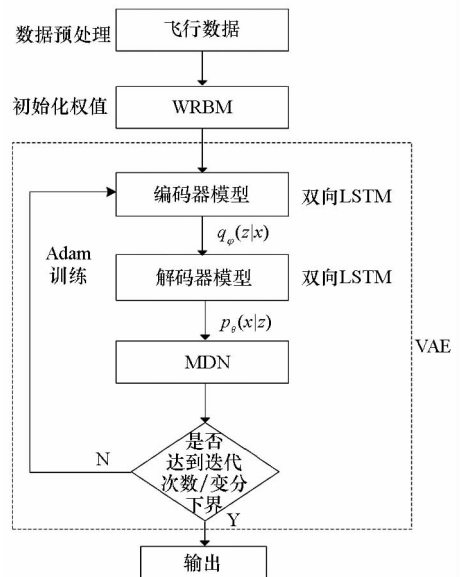 数据预处理
飞行数据
初始化权值
WRBM
编码器模型
双向LSTM
q_φ(z|x)
Adam
训练
解码器模型
双向LSTM
p_θ(x|z)
VAE
MDN
是否
达到迭代
次数/变分
下界
N
Y
输出